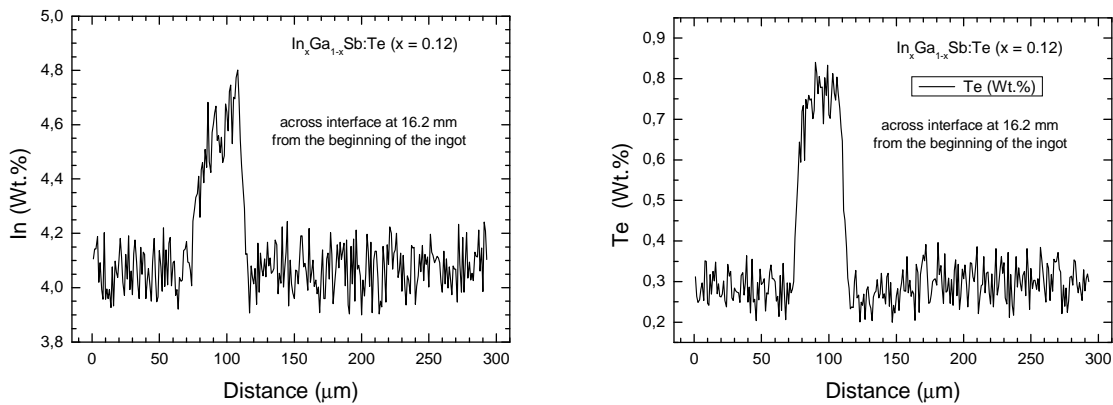 5,0
4,8
4,6
4,4
4,2
4,0
3,8
In (Wt.%)
InxGa1-xSb:Te (x = 0.12)
across interface at 16.2 mm
from the beginning of the ingot
0 50 100 150 200 250 300
Distance (μm)
0,9
0,8
0,7
0,6
0,5
0,4
0,3
0,2
Te (Wt.%)
InxGa1-xSb:Te (x = 0.12)
Te (Wt.%)
across interface at 16.2 mm
from the beginning of the ingot
0 50 100 150 200 250 300
Distance (μm)